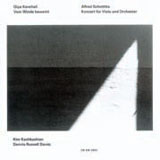 Giya Kancheli
Vom Winde beweint
Alfred Schnittke
Konzert für Viola und Orchester
Kim Kashkashian
Dennis Russell Davies